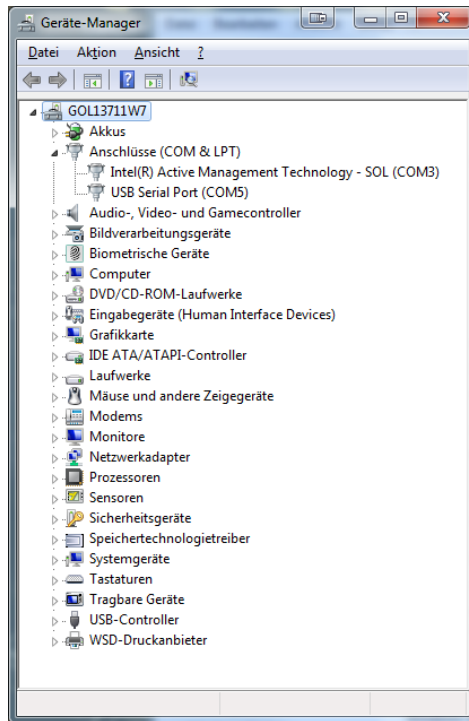 Geräte-Manager
Datei Aktion Ansicht ?
GOL13711W7
Akkus
Anschlüsse (COM & LPT)
Intel(R) Active Management Technology - SOL (COM3)
USB Serial Port (COM5)
Audio-, Video- und Gamecontroller
Bildverarbeitungsgeräte
Biometrische Geräte
Computer
DVD/CD-ROM-Laufwerke
Eingabegeräte (Human Interface Devices)
Grafikkarte
IDE ATA/ATAPI-Controller
Laufwerke
Mäuse und andere Zeigegeräte
Modems
Monitore
Netzwerkadapter
Prozessoren
Sensoren
Sicherheitsgeräte
Speichertechnologietreiber
Systemgeräte
Tastaturen
Tragbare Geräte
USB-Controller
WSD-Druckanbieter